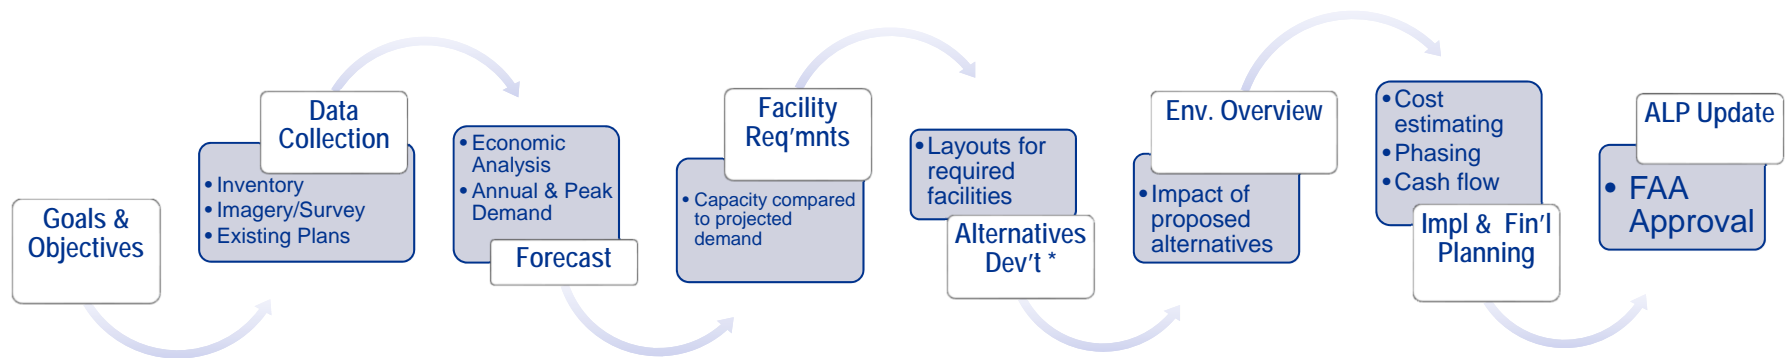 Goals &
Objectives
Data
Collection
• Inventory
• Imagery/Survey
• Existing Plans
• Economic
Analysis
• Annual & Peak
Demand
Forecast
Facility
Req'mnts
• Capacity compared
to projected
demand
• Layouts for
required
facilities
Alternatives
Dev't *
Env. Overview
• Impact of
proposed
alternatives
• Cost
estimating
• Phasing
• Cash flow
Impl & Fin'l
Planning
ALP Update
• FAA
Approval